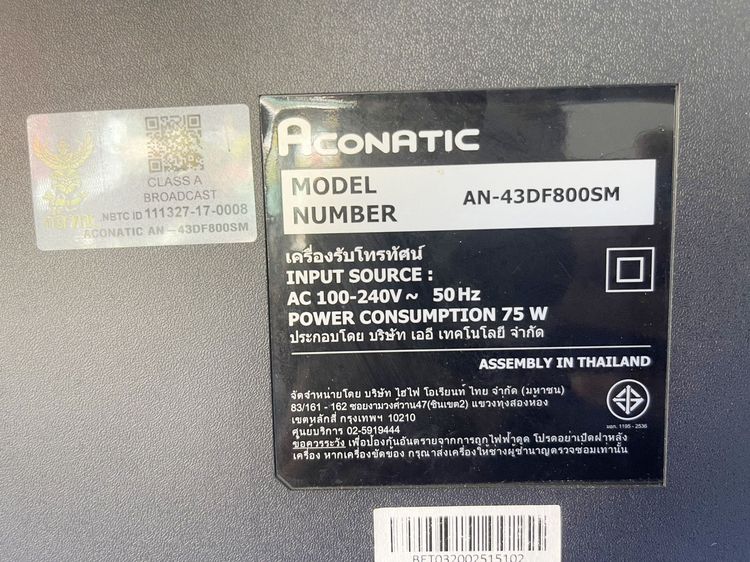 กสทช.
CLASS A
BROADCAST
NBTC ID 111327-17-0008
ACONATIC AN -43DF800SM
ACONATIC
MODEL NUMBER AN-43DF800SM
เครื่องรับโทรทัศน์
INPUT SOURCE :
AC 100-240V~ 50Hz
POWER CONSUMPTION 75 W
ประกอบโดย บริษัท เออี เทคโนโลยี จำกัด
ASSEMBLY IN THAILAND
จัดจำหน่ายโดย บริษัท ไฮไฟ โอเรียนท์ ไทย จำกัด (มหาชน)
83/161 - 162 ซอยงามวงศ์วาน47(ชินเขต2) แขวงทุ่งสองห้อง
เขตหลักสี่ กรุงเทพฯ 10210
ศูนย์บริการ 02-5919444
มอก. 1195 - 2536
ข้อควรระวัง เพื่อป้องกันอันตรายจากการถูกไฟฟ้าดูด โปรดอย่าเปิดฝาหลัง
เครื่อง หากเครื่องขัดข้อง กรุณาส่งเครื่องให้ช่างผู้ชำนาญตรวจซ่อมเท่านั้น
BET032002515102